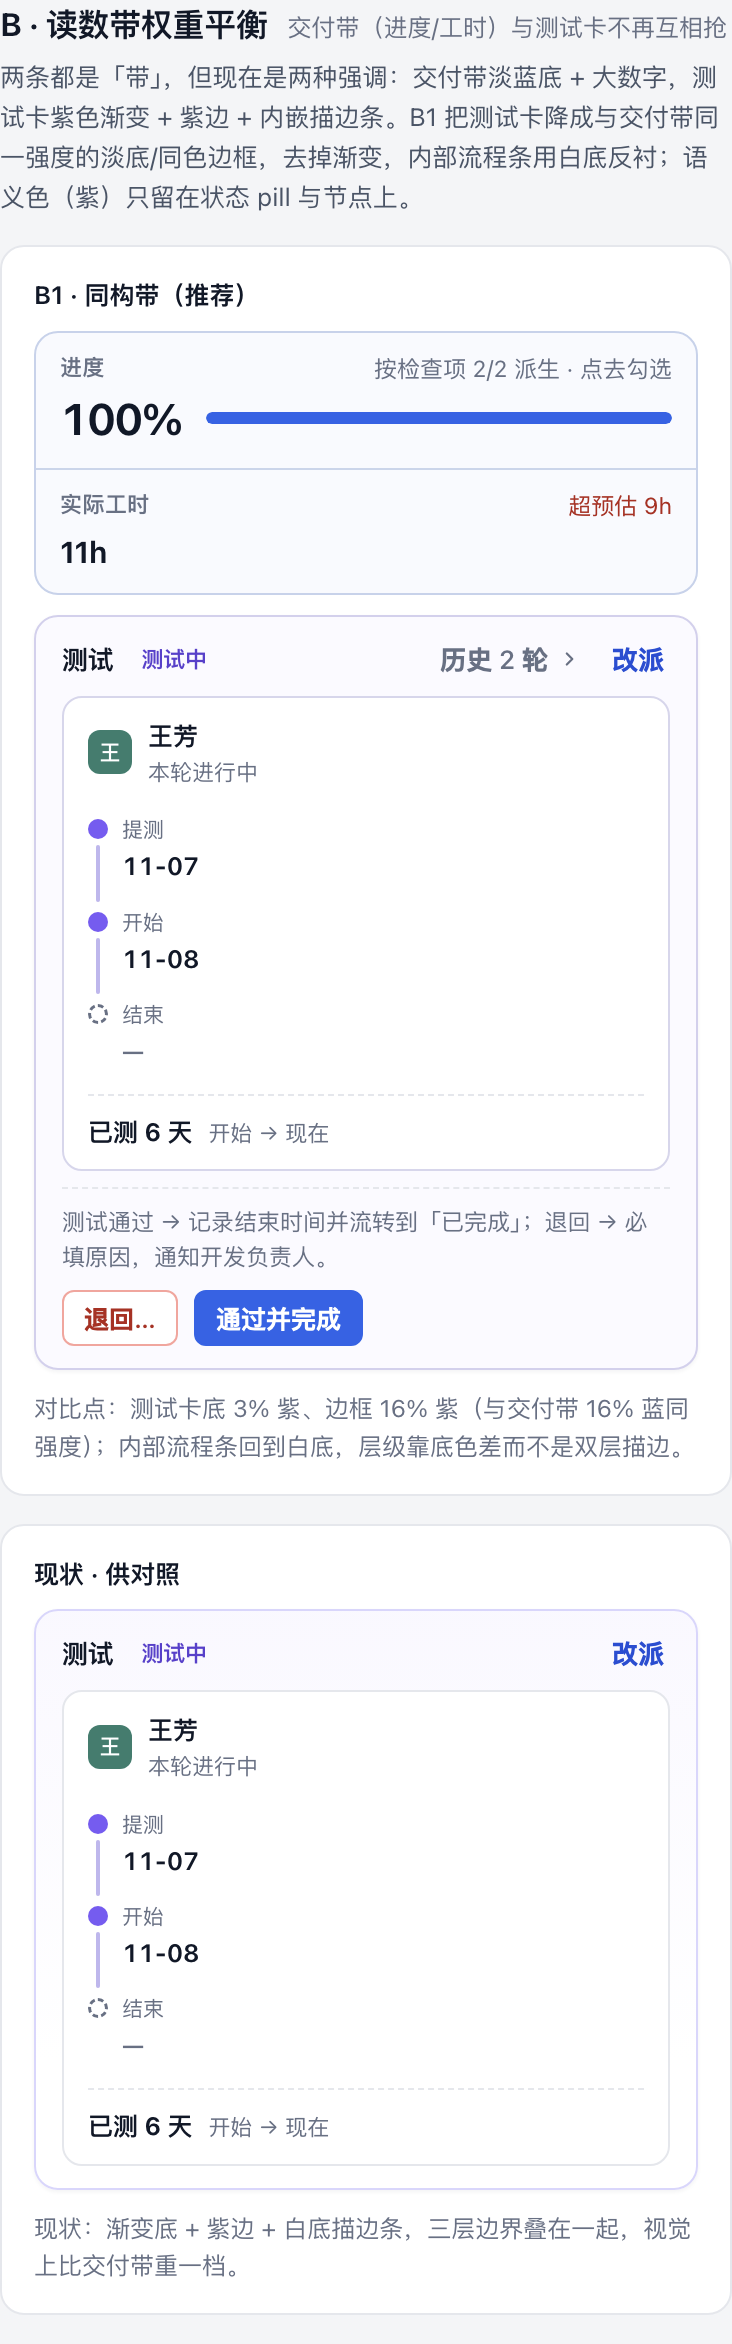 B · 读数带权重平衡 交付带（进度/工时）与测试卡不再互相抢
两条都是「带」，但现在是两种强调：交付带淡蓝底 + 大数字，测
试卡紫色渐变 + 紫边 + 内嵌描边条。B1 把测试卡降成与交付带同
一强度的淡底/同色边框，去掉渐变，内部流程条用白底反衬；语
义色（紫）只留在状态 pill 与节点上。
B1 · 同构带（推荐）
进度 按检查项 2/2 派生 · 点去勾选
100%
实际工时 超预估 9h
11h
测试 测试中 历史 2 轮 > 改派
王 王芳
本轮进行中
提测
11-07
开始
11-08
结束
—
已测 6 天 开始 → 现在
测试通过 → 记录结束时间并流转到「已完成」；退回 → 必
填原因，通知开发负责人。
退回... 通过并完成
对比点：测试卡底 3% 紫、边框 16% 紫（与交付带 16% 蓝同
强度）；内部流程条回到白底，层级靠底色差而不是双层描边。
现状 · 供对照
测试 测试中 改派
王 王芳
本轮进行中
提测
11-07
开始
11-08
结束
—
已测 6 天 开始 → 现在
现状：渐变底 + 紫边 + 白底描边条，三层边界叠在一起，视觉
上比交付带重一档。